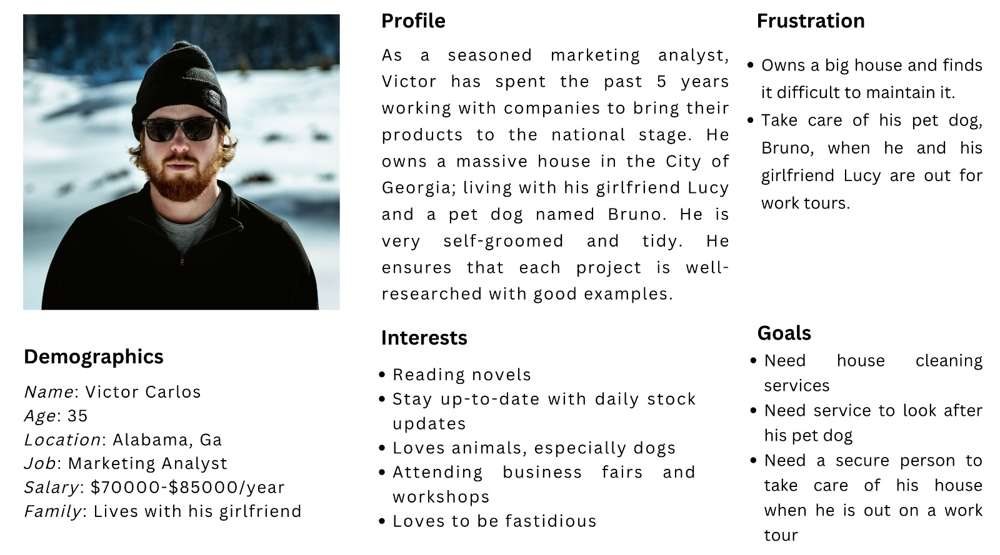 Profile
As a seasoned marketing analyst,
Victor has spent the past 5 years
working with companies to bring their
products to the national stage. He
owns a massive house in the City of
Georgia; living with his girlfriend Lucy
and a pet dog named Bruno. He is
very self-groomed and tidy. He
ensures that each project is well-
researched with good examples.
Frustration
• Owns a big house and finds
it difficult to maintain it.
• Take care of his pet dog,
Bruno, when he and his
girlfriend Lucy are out for
work tours.
Demographics
Name: Victor Carlos
Age: 35
Location: Alabama, Ga
Job: Marketing Analyst
Salary: $70000-$85000/year
Family: Lives with his girlfriend
Interests
• Reading novels
• Stay up-to-date with daily stock
updates
• Loves animals, especially dogs
• Attending business fairs and
workshops
• Loves to be fastidious
Goals
• Need house cleaning
services
• Need service to look after
his pet dog
• Need a secure person to
take care of his house
when he is out on a work
tour